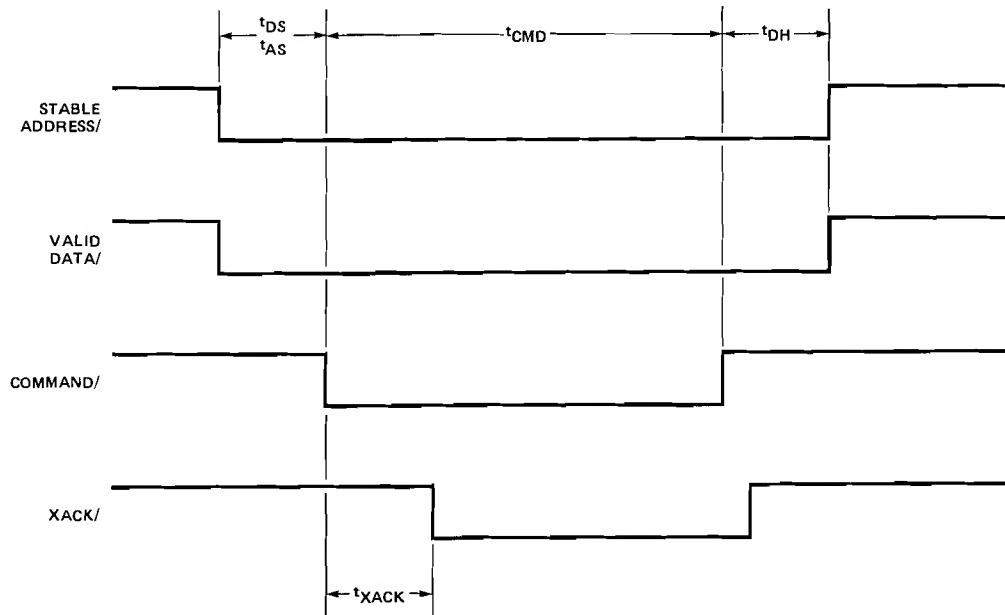 tDS
tAS
tCMD
tDH
STABLE
ADDRESS/
VALID
DATA/
COMMAND/
XACK/
tXACK